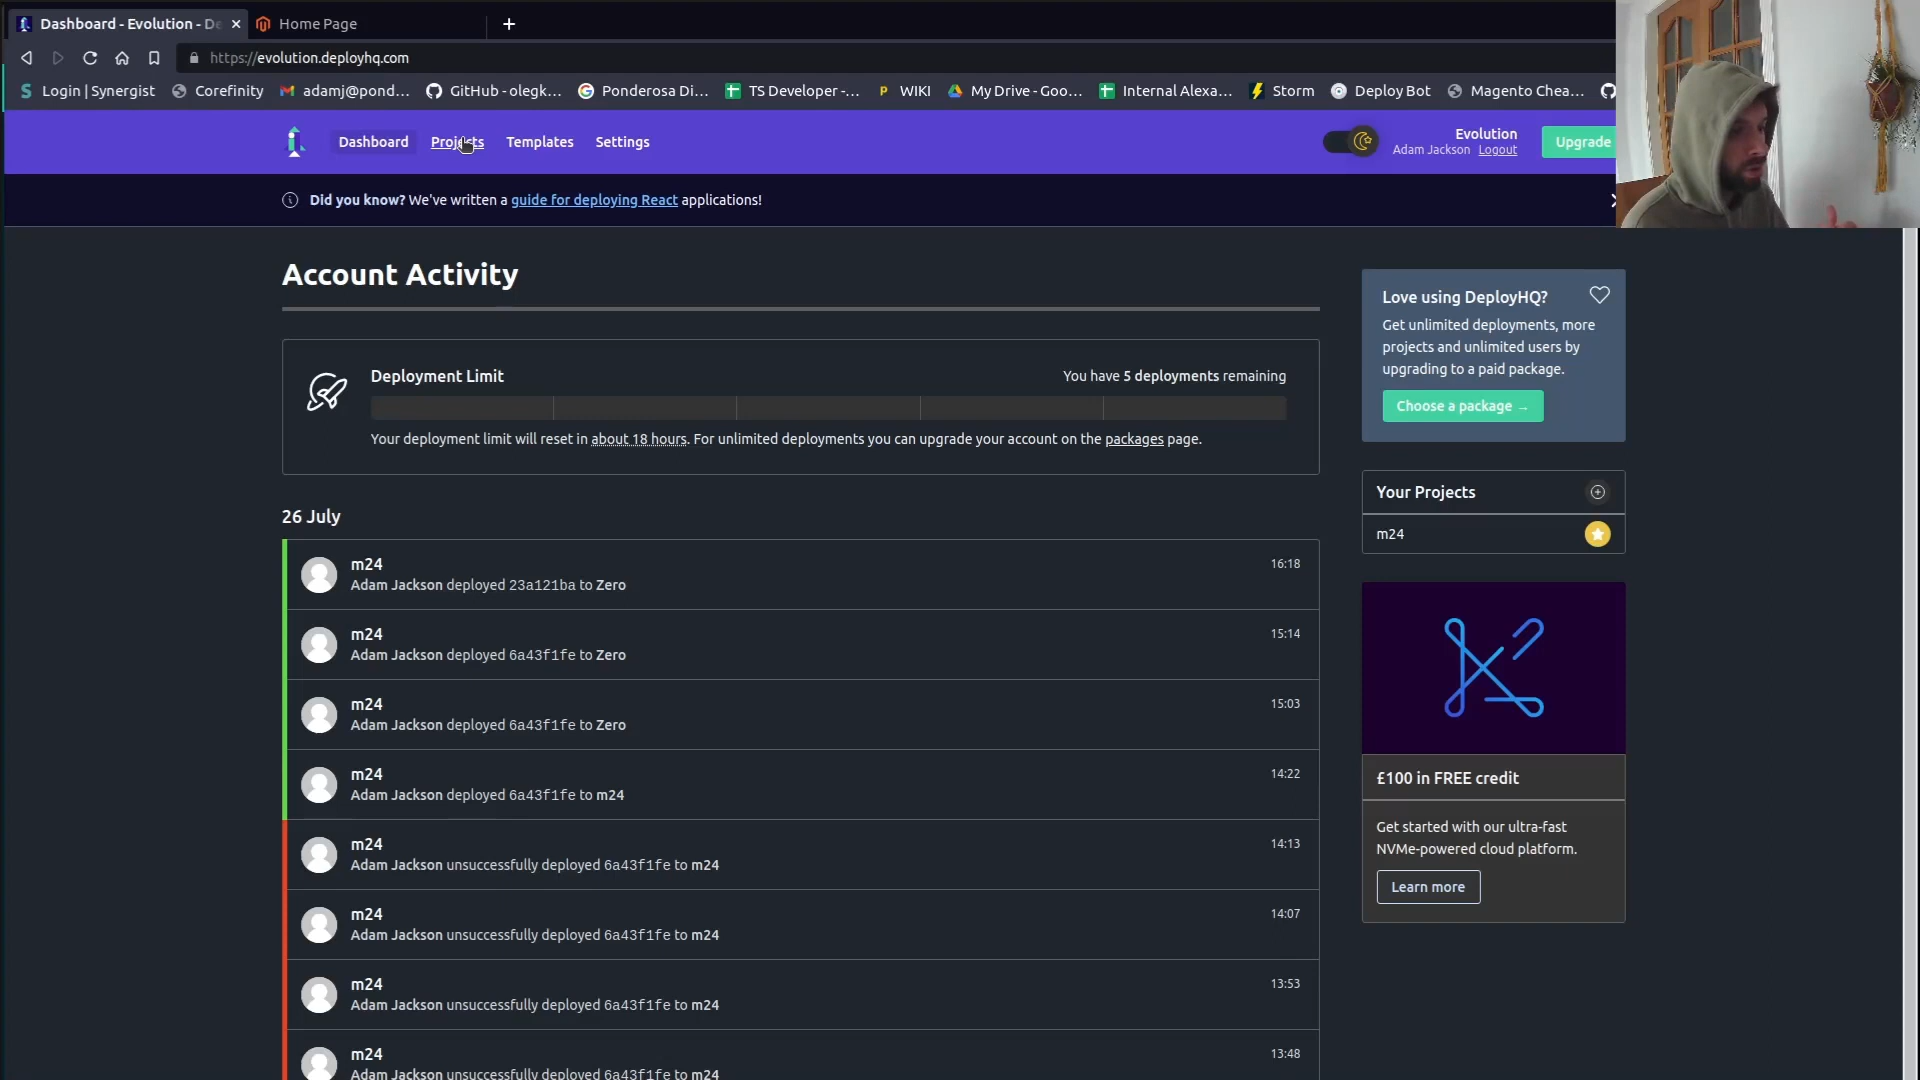 Dashboard - Evolution - De
Home Page
https://evolution.deployhq.com
Login | Synergist
Corefinity
adamj@pond...
GitHub - olegk...
Ponderosa Di...
TS Developer -...
WIKI
My Drive - Goo...
Internal Alexa...
Storm
Deploy Bot
Magento Chea...
Dashboard
Projects
Templates
Settings
Evolution
Adam Jackson Logout
Upgrade
Did you know? We've written a guide for deploying React applications!
Account Activity
Deployment Limit
You have 5 deployments remaining
Your deployment limit will reset in about 18 hours. For unlimited deployments you can upgrade your account on the packages page.
26 July
m24
16:18
Adam Jackson deployed 23a121ba to Zero
m24
15:14
Adam Jackson deployed 6a43f1fe to Zero
m24
15:03
Adam Jackson deployed 6a43f1fe to Zero
m24
14:22
Adam Jackson deployed 6a43f1fe to m24
m24
14:13
Adam Jackson unsuccessfully deployed 6a43f1fe to m24
m24
14:07
Adam Jackson unsuccessfully deployed 6a43f1fe to m24
m24
13:53
Adam Jackson unsuccessfully deployed 6a43f1fe to m24
m24
13:48
Adam Jackson unsuccessfully deployed 6a43f1fe to m24
Love using DeployHQ?
Get unlimited deployments, more
projects and unlimited users by
upgrading to a paid package.
Choose a package →
Your Projects
m24
£100 in FREE credit
Get started with our ultra-fast
NVMe-powered cloud platform.
Learn more